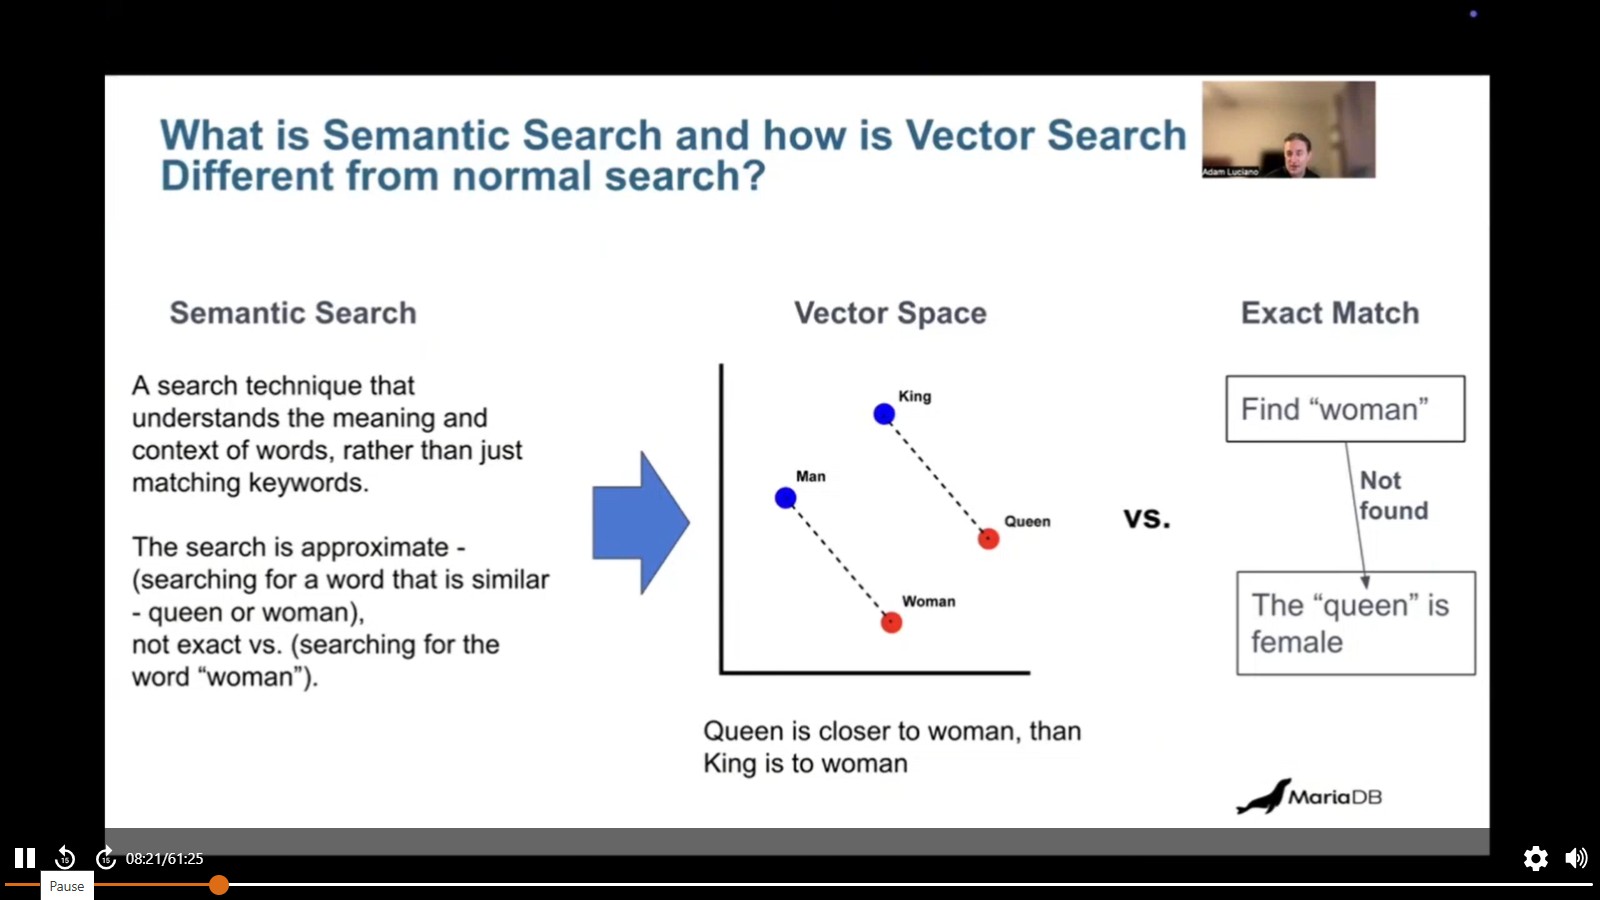 What is Semantic Search and how is Vector Search
Different from normal search?
Adam Luciano
Semantic Search
A search technique that
understands the meaning and
context of words, rather than just
matching keywords.
The search is approximate -
(searching for a word that is similar
- queen or woman),
not exact vs. (searching for the
word “woman”).
Vector Space
King
Man
Queen
Woman
Queen is closer to woman, than
King is to woman
vs.
Exact Match
Find “woman”
Not
found
The “queen” is
female
MariaDB
15
15
08:21/61:25
Pause